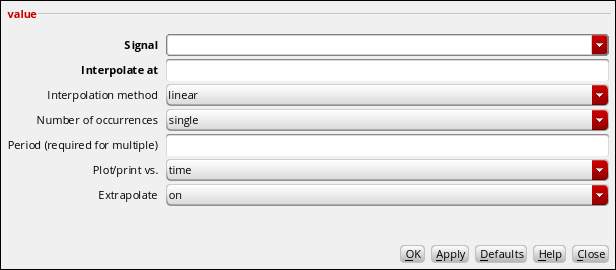 value
Signal
Interpolate at
Interpolation method linear
Number of occurrences single
Period (required for multiple)
Plot/print vs. time
Extrapolate on
OK Apply Defaults Help Close